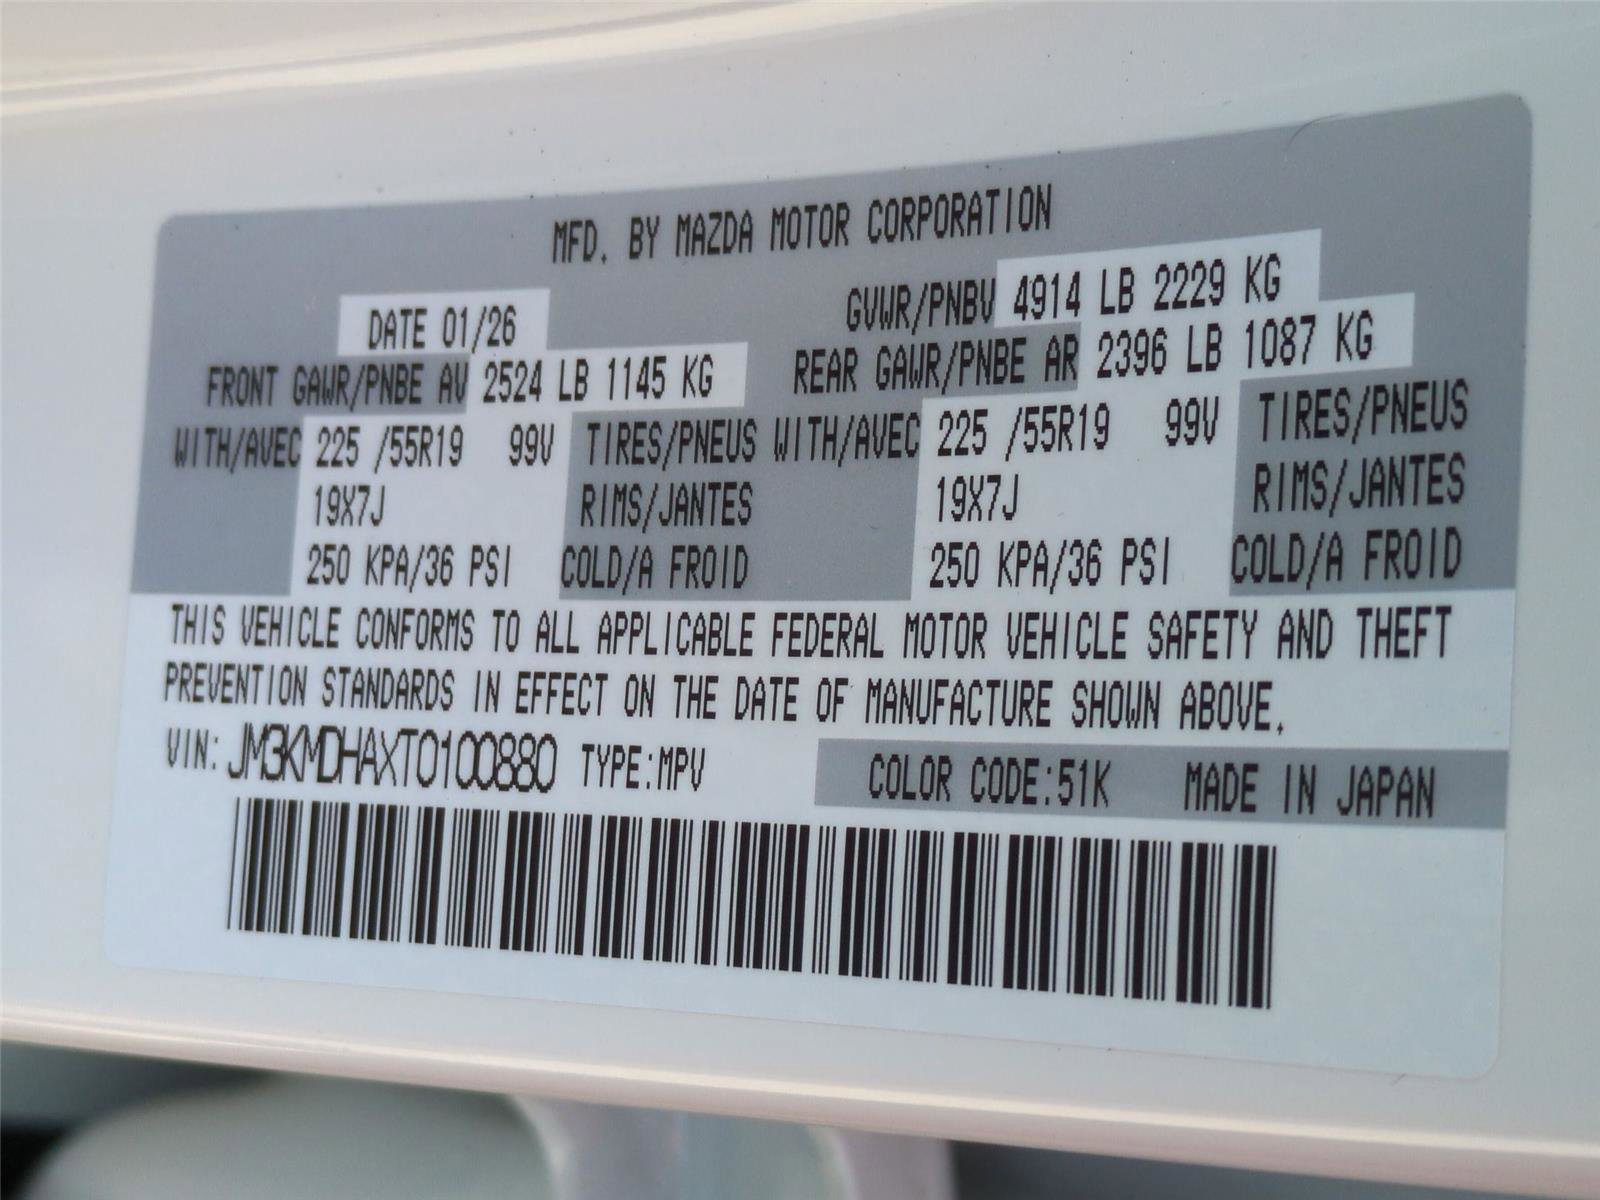 MFD. BY MAZDA MOTOR CORPORATION
DATE 01/26 GVWR/PNBV 4914 LB 2229 KG
FRONT GAWR/PNBE AV 2524 LB 1145 KG REAR GAWR/PNBE AR 2396 LB 1087 KG
WITH/AVEC 225 /55R19 99V TIRES/PNEUS WITH/AVEC 225 /55R19 99V TIRES/PNEUS
19X7J RIMS/JANTES 19X7J RIMS/JANTES
250 KPA/36 PSI COLD/A FROID 250 KPA/36 PSI COLD/A FROID
THIS VEHICLE CONFORMS TO ALL APPLICABLE FEDERAL MOTOR VEHICLE SAFETY AND THEFT
PREVENTION STANDARDS IN EFFECT ON THE DATE OF MANUFACTURE SHOWN ABOVE.
VIN: JM3KMDHAXT0100880 TYPE:MPV COLOR CODE:51K MADE IN JAPAN